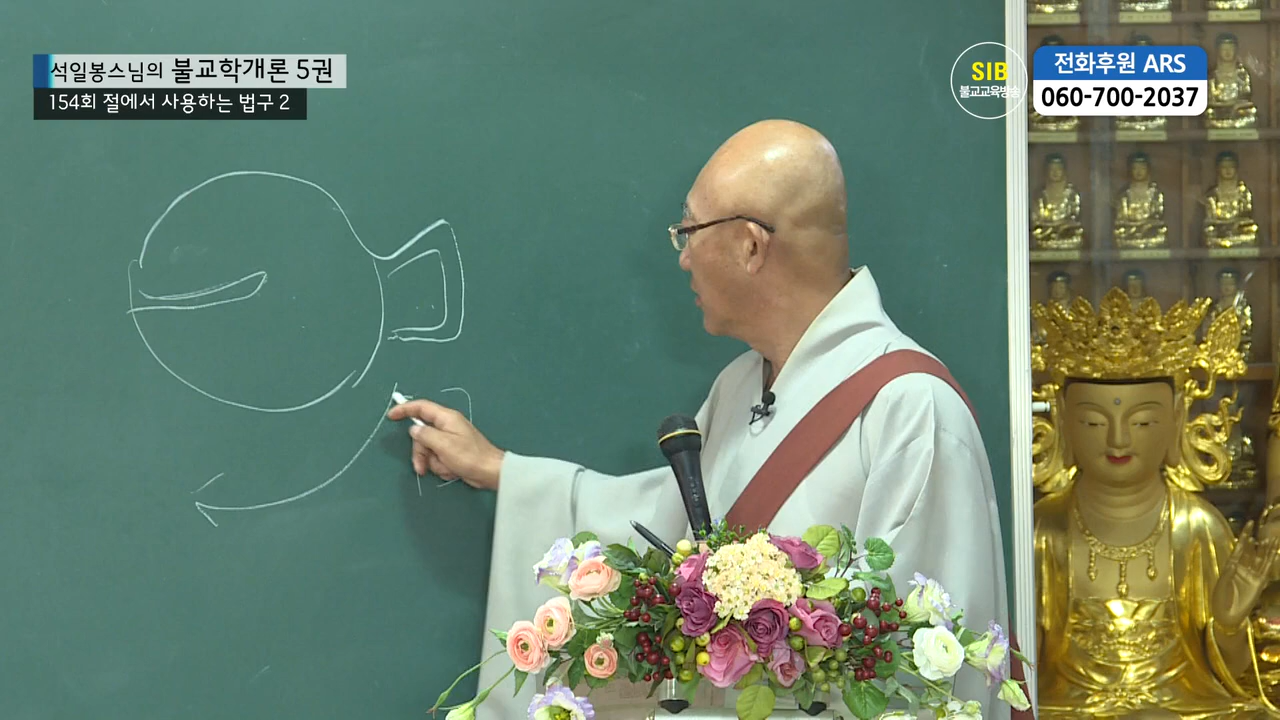 석일봉스님의 불교학개론 5권
154회 절에서 사용하는 법구 2
SIB
불교교육방송
전화후원 ARS
060-700-2037